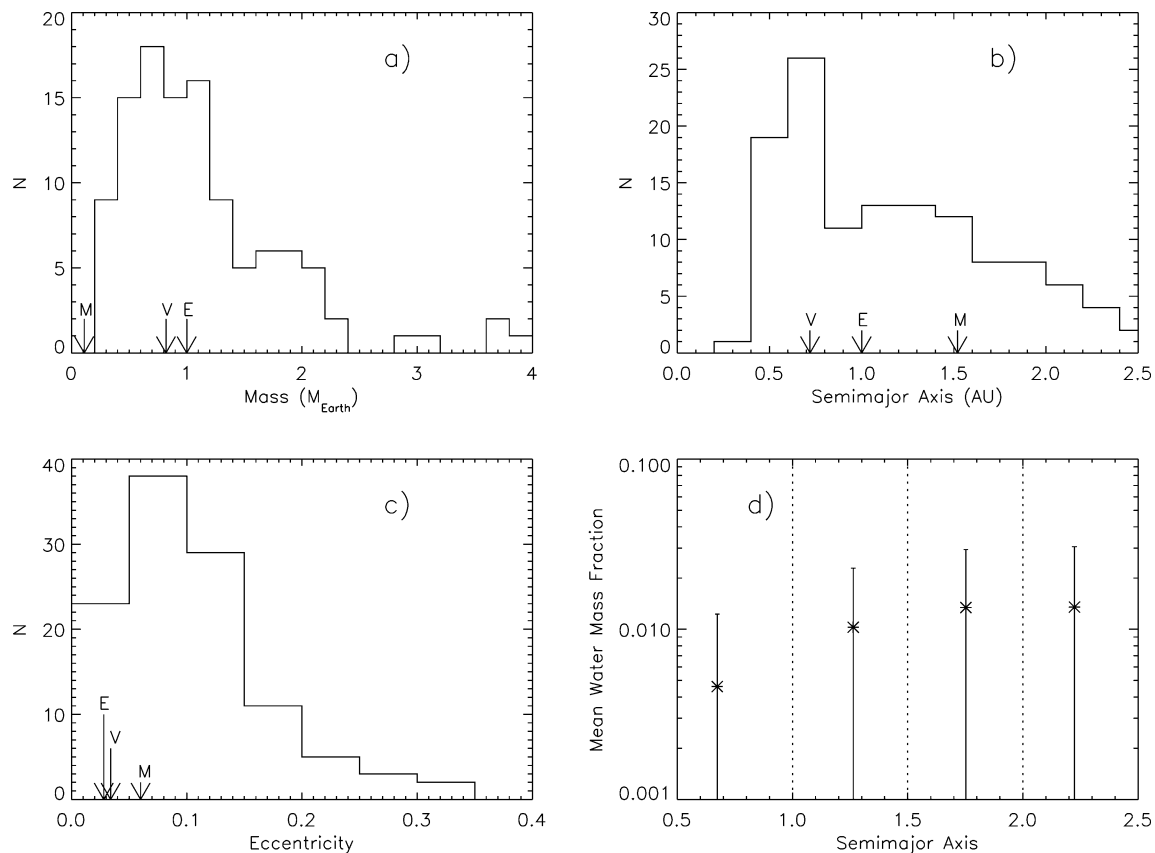 20
15
10
5
0
N
a)
M
V
E
0
1
2
3
4
Mass (M_Earth)
30
25
20
15
10
5
0
N
b)
V
E
M
0.0
0.5
1.0
1.5
2.0
2.5
Semimajor Axis (AU)
40
30
20
10
0
N
c)
E
V
M
0.0
0.1
0.2
0.3
0.4
Eccentricity
0.100
0.010
0.001
Mean Water Mass Fraction
d)
0.5
1.0
1.5
2.0
2.5
Semimajor Axis